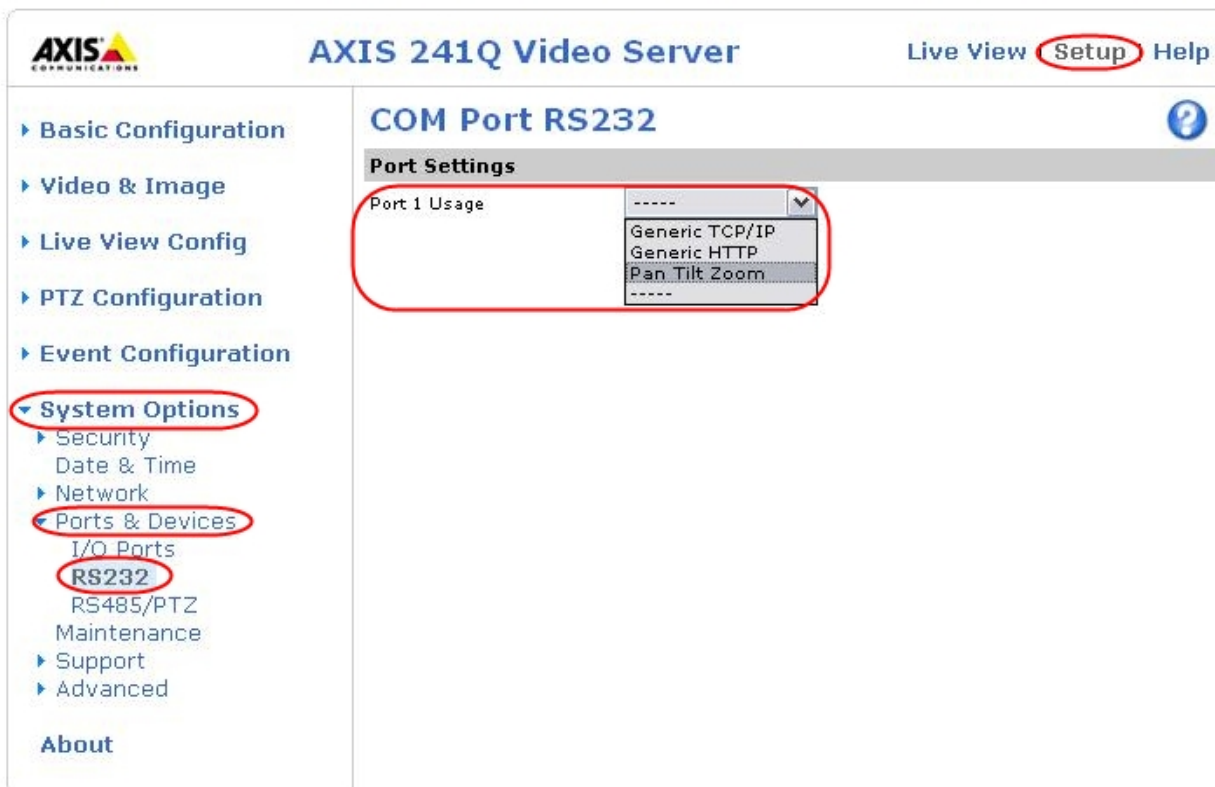 AXIS
COMMUNICATIONS
AXIS 241Q Video Server
Live View | Setup | Help
Basic Configuration
Video & Image
Live View Config
PTZ Configuration
Event Configuration
System Options
Security
Date & Time
Network
Ports & Devices
I/O Ports
RS232
RS485/PTZ
Maintenance
Support
Advanced
About
COM Port RS232
?
Port Settings
Port 1 Usage
-----
Generic TCP/IP
Generic HTTP
Pan Tilt Zoom
-----